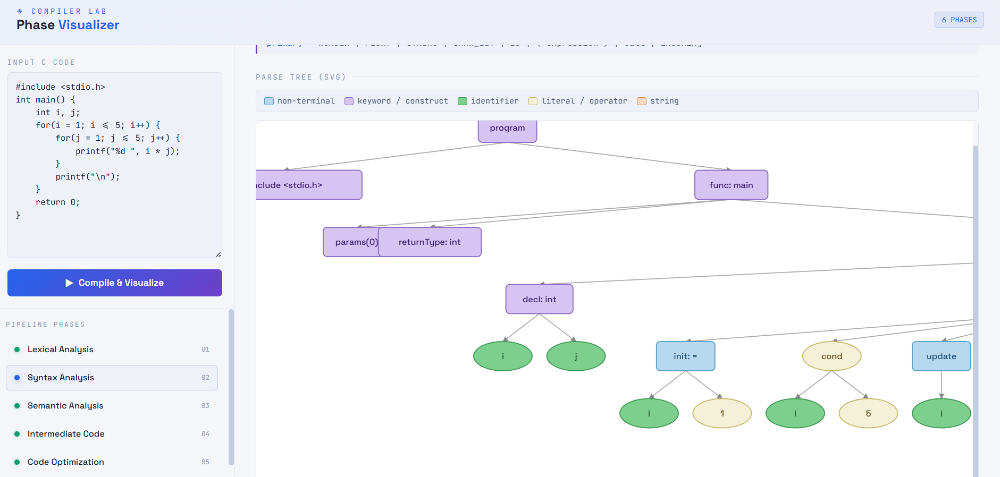 ◈ COMPILER LAB
Phase Visualizer
6 PHASES
INPUT C CODE
#include <stdio.h>
int main() {
    int i, j;
    for(i = 1; i <= 5; i++) {
        for(j = 1; j <= 5; j++) {
            printf("%d ", i * j);
        }
        printf("\n");
    }
    return 0;
}
▶ Compile & Visualize
PIPELINE PHASES
Lexical Analysis 01
Syntax Analysis 02
Semantic Analysis 03
Intermediate Code 04
Code Optimization 05
PARSE TREE (SVG)
non-terminal keyword / construct identifier literal / operator string
program
nclude <stdio.h> func: main
params(0) returnType: int
decl: int
i j init: = cond update
i 1 i 5 i